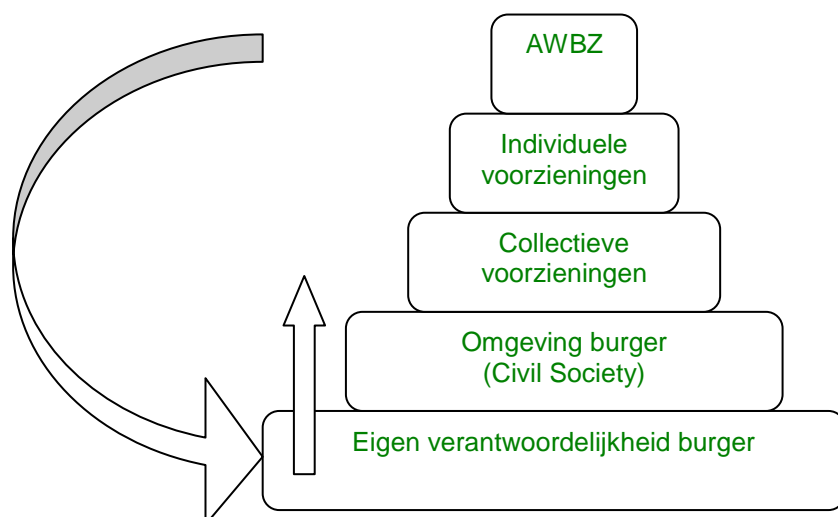 AWBZ
Individuele
voorzieningen
Collectieve
voorzieningen
Omgeving burger
(Civil Society)
Eigen verantwoordelijkheid burger